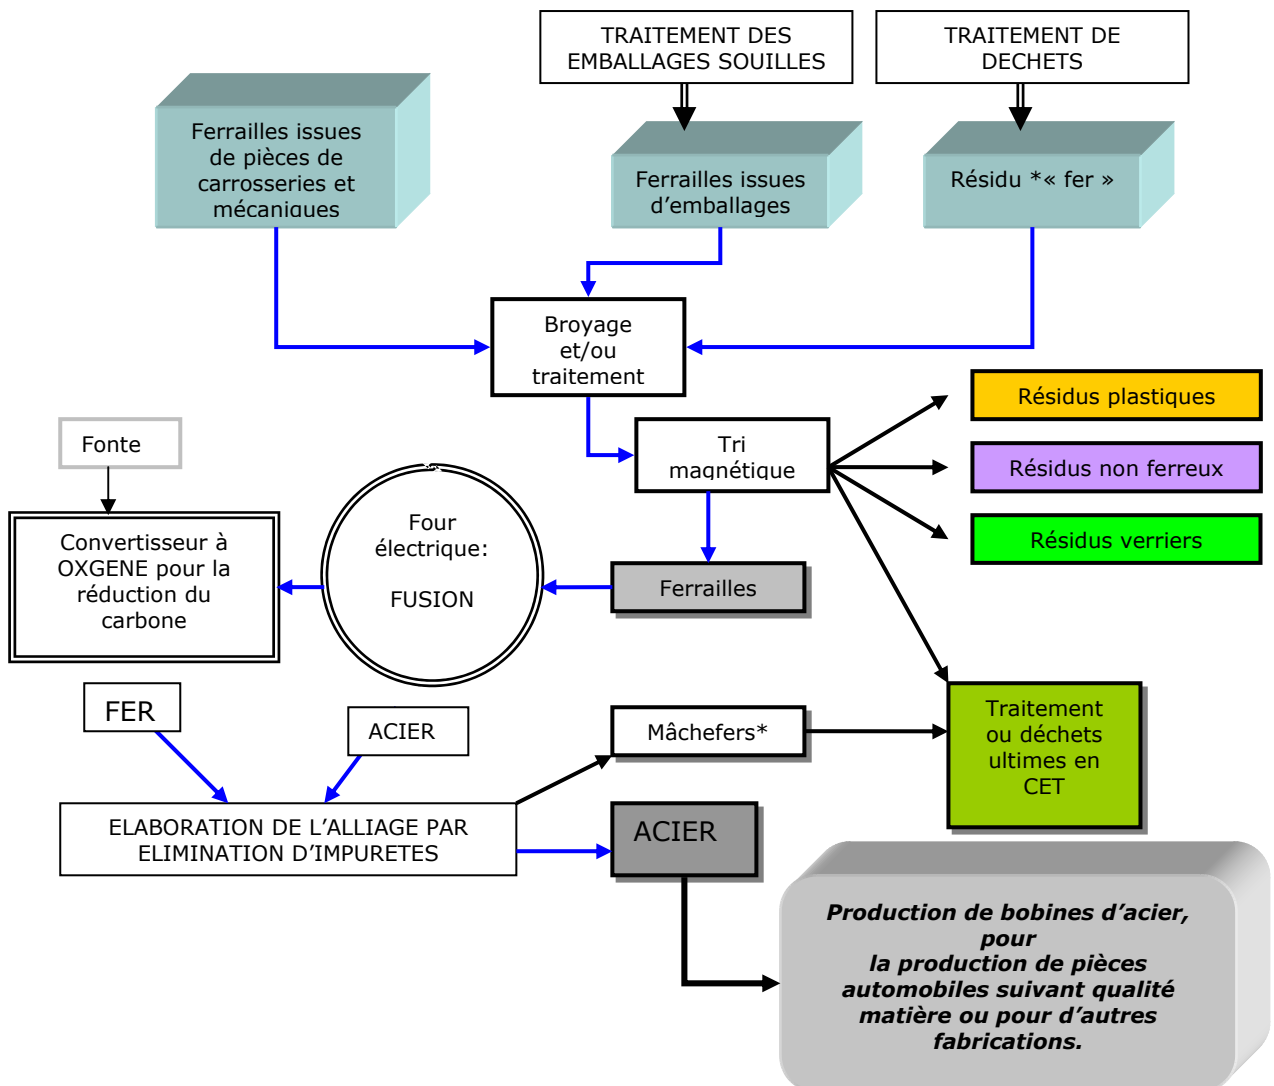 TRAITEMENT DES
EMBALLAGES SOUILLES
TRAITEMENT DE
DECHETS
Ferrailles issues
de pièces de
carrosseries et
mécaniques
Ferrailles issues
d’emballages
Résidu *« fer »
Broyage
et/ou
traitement
Résidus plastiques
Fonte
Tri
magnétique
Résidus non ferreux
Résidus verriers
Convertisseur à
OXGENE pour la
réduction du
carbone
Four
électrique:
FUSION
Ferrailles
FER
ACIER
Mâchefers*
Traitement
ou déchets
ultimes en
CET
ELABORATION DE L’ALLIAGE PAR
ELIMINATION D’IMPURETES
ACIER
Production de bobines d’acier,
pour
la production de pièces
automobiles suivant qualité
matière ou pour d’autres
fabrications.